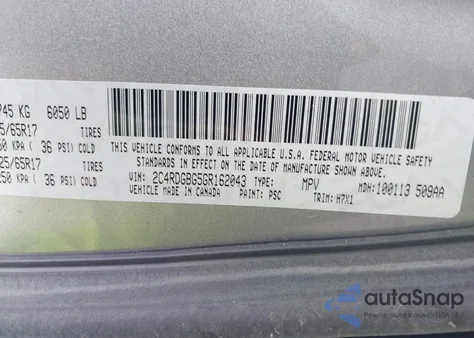 745 KG 6050 LB
5/65R17 TIRES
50 KPA ( 36 PSI) COLD
25/65R17 TIRES
250 KPA ( 36 PSI) COLD
THIS VEHICLE CONFORMS TO ALL APPLICABLE U.S.A. FEDERAL MOTOR VEHICLE SAFETY
STANDARDS IN EFFECT ON THE DATE OF MANUFACTURE SHOWN ABOVE.
VIN: 2C4RDGBG5GR162043 TYPE: MPV MDH: 100113 509AA
VEHICLE MADE IN CANADA PAINT: PSC TRIM: H7X1
autoSnap